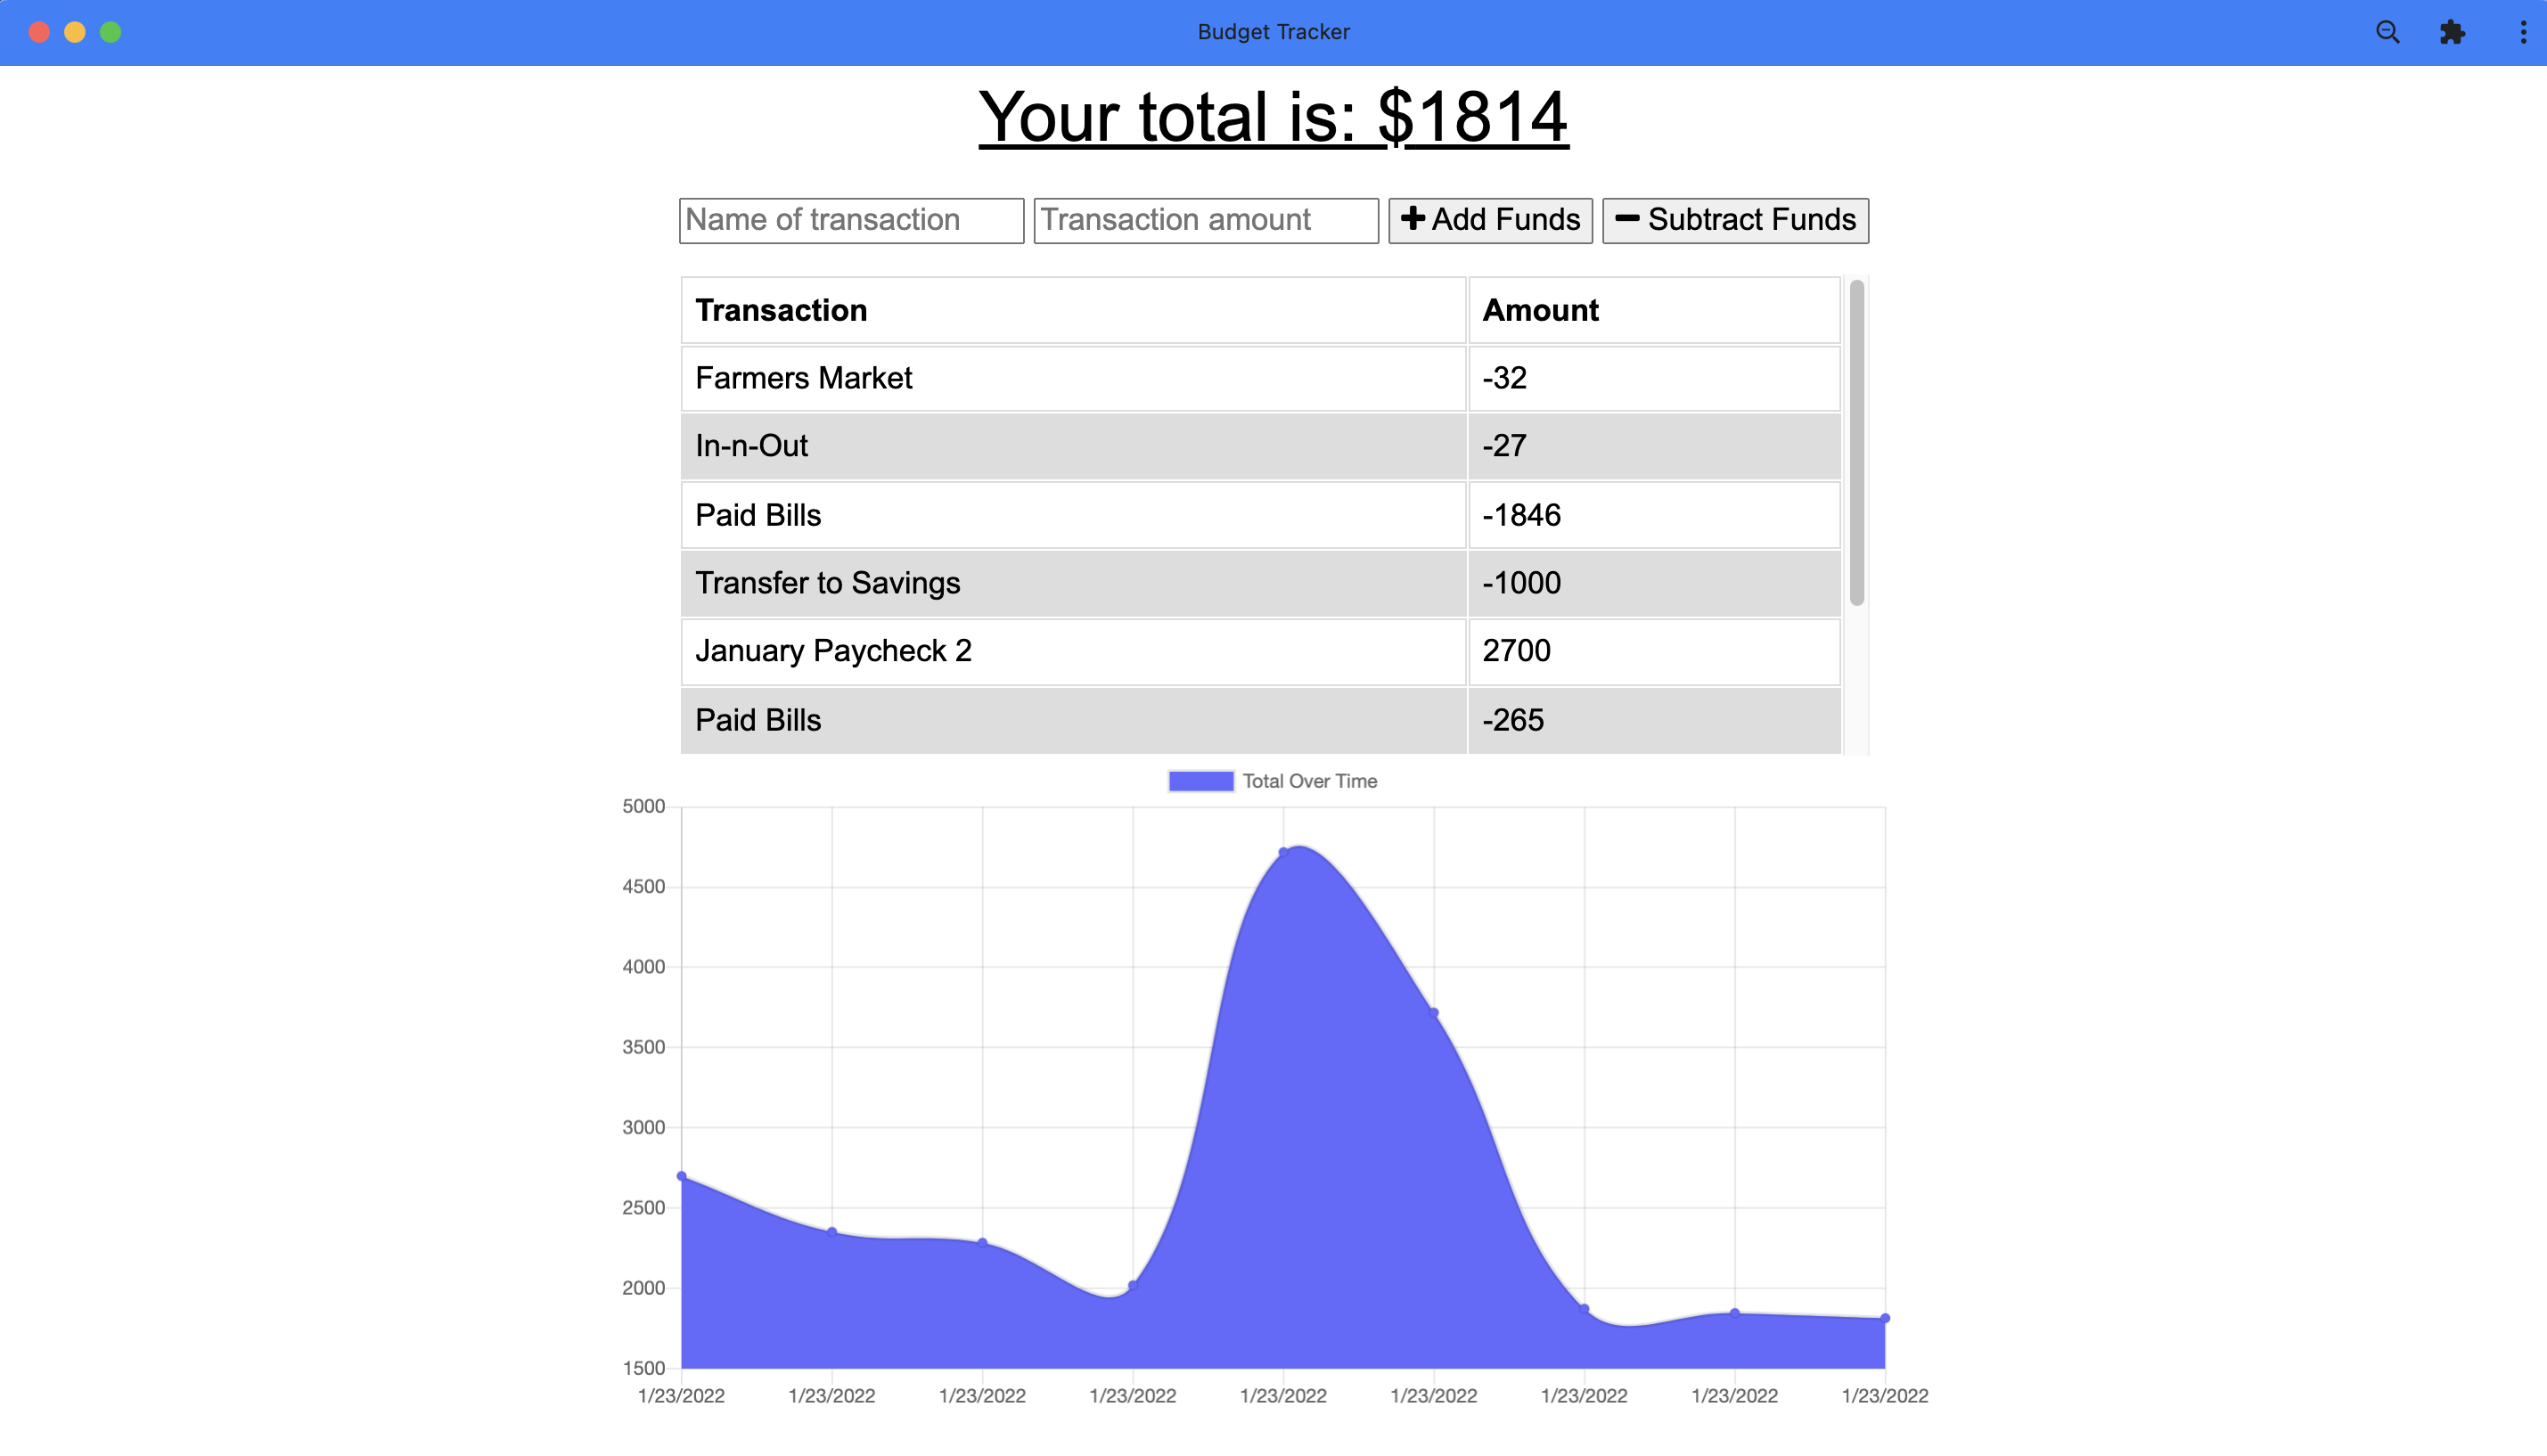 Budget Tracker
Your total is: $1814
Name of transaction Transaction amount Add Funds Subtract Funds
Transaction Amount
Farmers Market -32
In-n-Out -27
Paid Bills -1846
Transfer to Savings -1000
January Paycheck 2 2700
Paid Bills -265
Total Over Time
5000
4500
4000
3500
3000
2500
2000
1500
1/23/2022 1/23/2022 1/23/2022 1/23/2022 1/23/2022 1/23/2022 1/23/2022 1/23/2022 1/23/2022